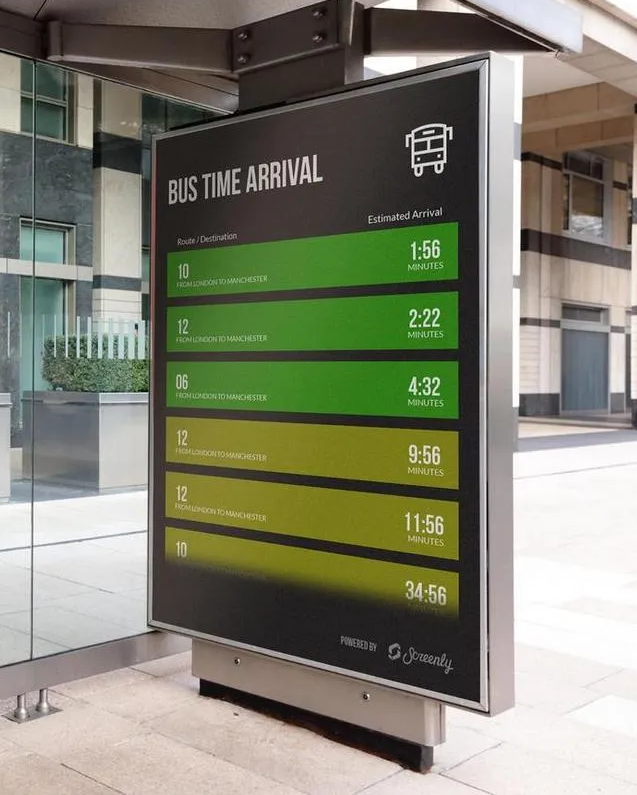 BUS TIME ARRIVAL
Route / Destination
Estimated Arrival
10
FROM LONDON TO MANCHESTER
1:56
MINUTES
12
FROM LONDON TO MANCHESTER
2:22
MINUTES
06
FROM LONDON TO MANCHESTER
4:32
MINUTES
12
FROM LONDON TO MANCHESTER
9:56
MINUTES
12
FROM LONDON TO MANCHESTER
11:56
MINUTES
10
34:56
POWERED BY Screenly